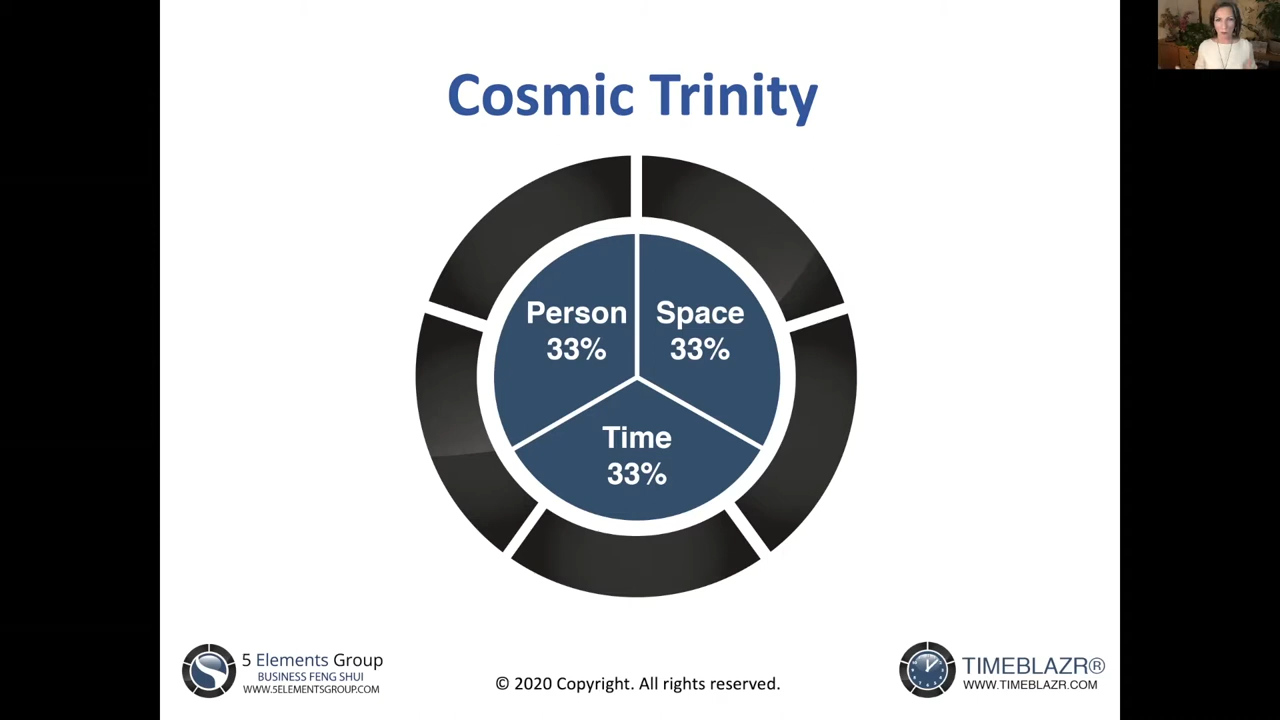 Cosmic Trinity
Person
33%
Space
33%
Time
33%
5 Elements Group
BUSINESS FENG SHUI
WWW.5ELEMENTSGROUP.COM
© 2020 Copyright. All rights reserved.
TIMEBLAZR®
WWW.TIMEBLAZR.COM